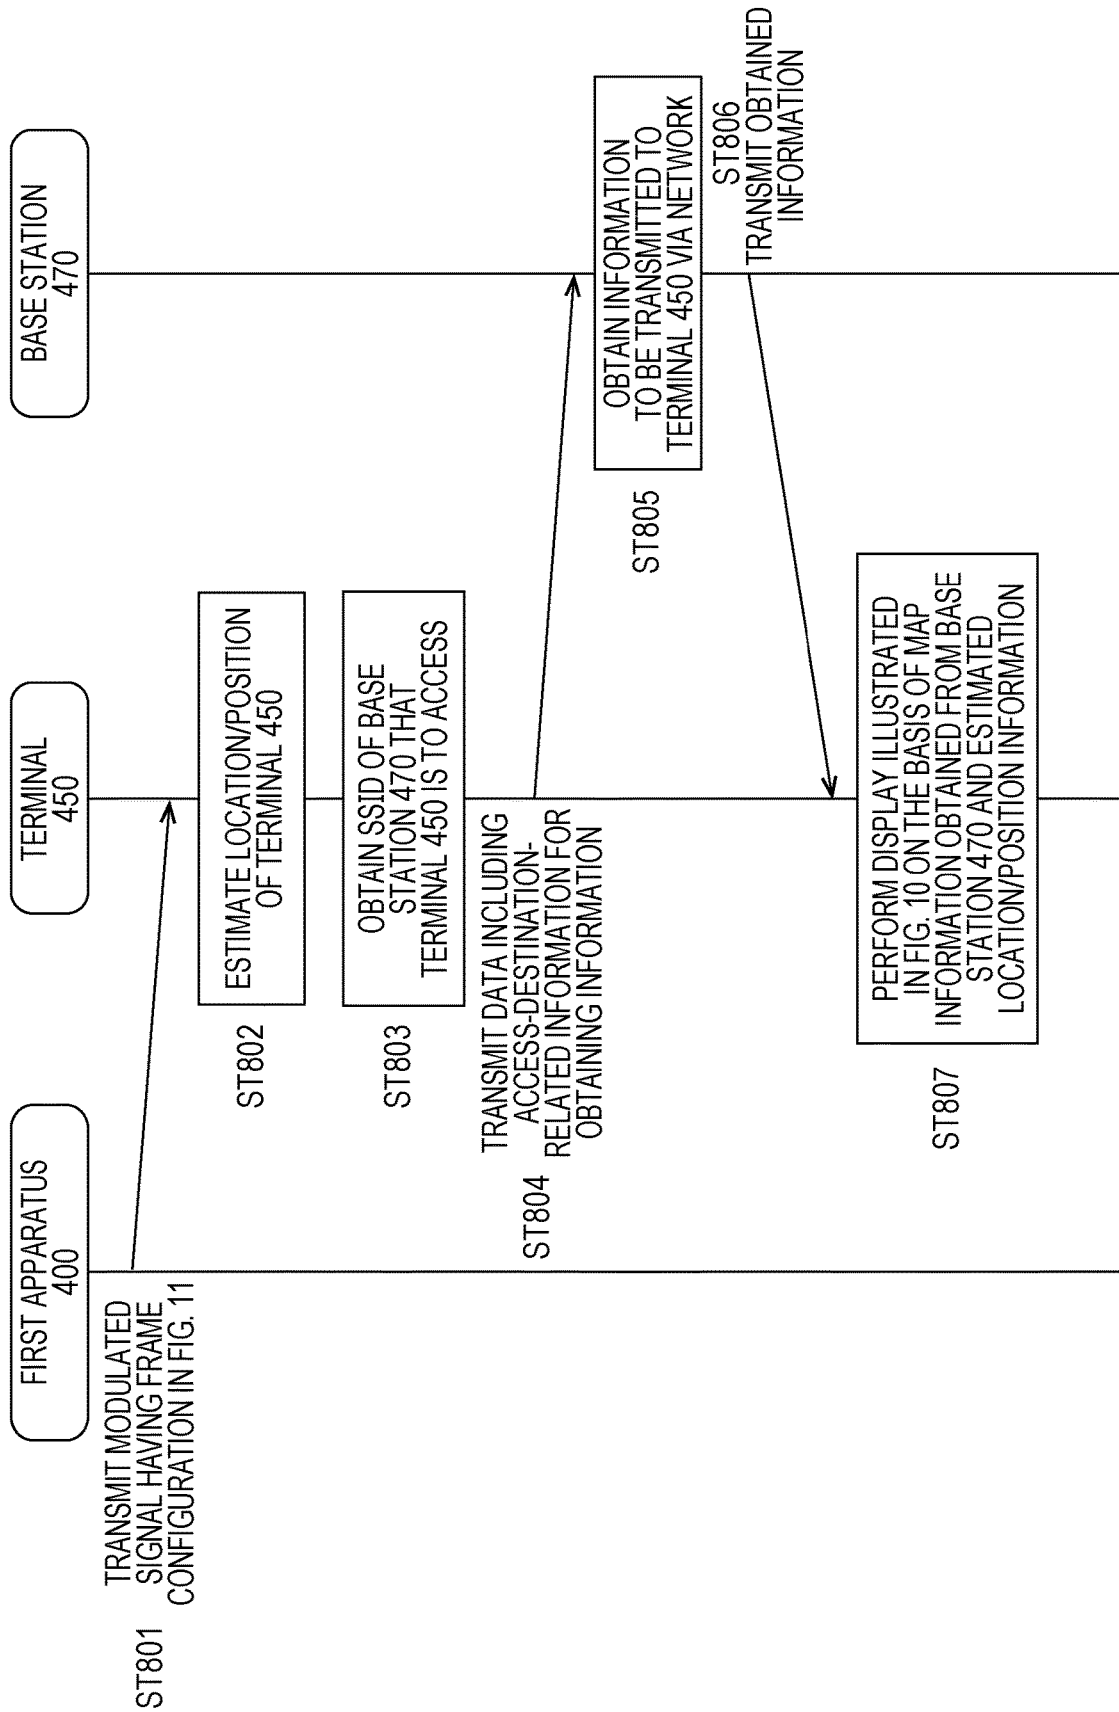 FIRST APPARATUS
400
TERMINAL
450
BASE STATION
470
ST801
TRANSMIT MODULATED
SIGNAL HAVING FRAME
CONFIGURATION IN FIG. 11
ST802
ESTIMATE LOCATION/POSITION
OF TERMINAL 450
ST803
OBTAIN SSID OF BASE
STATION 470 THAT
TERMINAL 450 IS TO ACCESS
ST804
TRANSMIT DATA INCLUDING
ACCESS-DESTINATION-
RELATED INFORMATION FOR
OBTAINING INFORMATION
ST805
OBTAIN INFORMATION
TO BE TRANSMITTED TO
TERMINAL 450 VIA NETWORK
ST806
TRANSMIT OBTAINED
INFORMATION
ST807
PERFORM DISPLAY ILLUSTRATED
IN FIG. 10 ON THE BASIS OF MAP
INFORMATION OBTAINED FROM BASE
STATION 470 AND ESTIMATED
LOCATION/POSITION INFORMATION